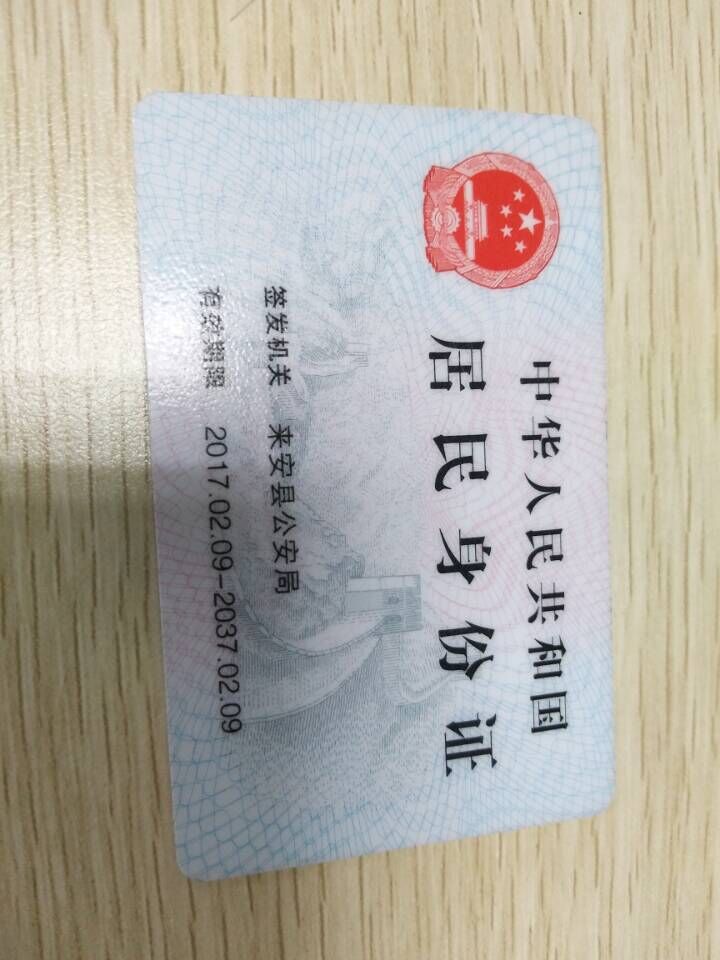 中华人民共和国
居民身份证
签发机关 来安县公安局
有效期限 2017.02.09-2037.02.09